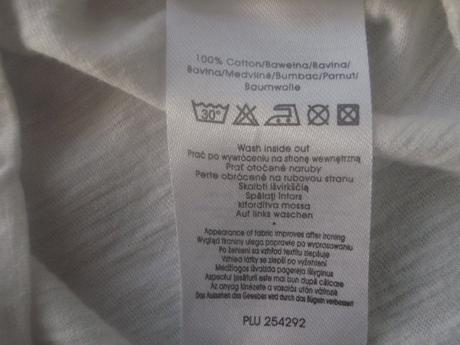 100% Cotton/Bawełna/Bavlna/
Bavlna/Medvilnė/Bumbac/Pamut/
Baumwolle
30°
Wash inside out
Prać po wywróceniu na stronę wewnętrzną
Prať otočené naruby
Perte obrácené na rubovou stranu
Skalbti išvirkščią
Spălați întors
kifordítva mossa
Auf links waschen
Appearance of fabric improves after ironing
Wygląd tkaniny ulega poprawie po wyprasowaniu
Po žehlení sa vzhľad textilu zlepšuje
Vzhled látky se zlepší po vyžehlení
Medžiagos išvaizda pagerėja išlyginus
Aspectul țesăturii este mai bun după călcare
Az anyag kinézete a vasalás után változik
Das Aussehen des Gewebes wird durch das Bügeln verbessert
PLU 254292